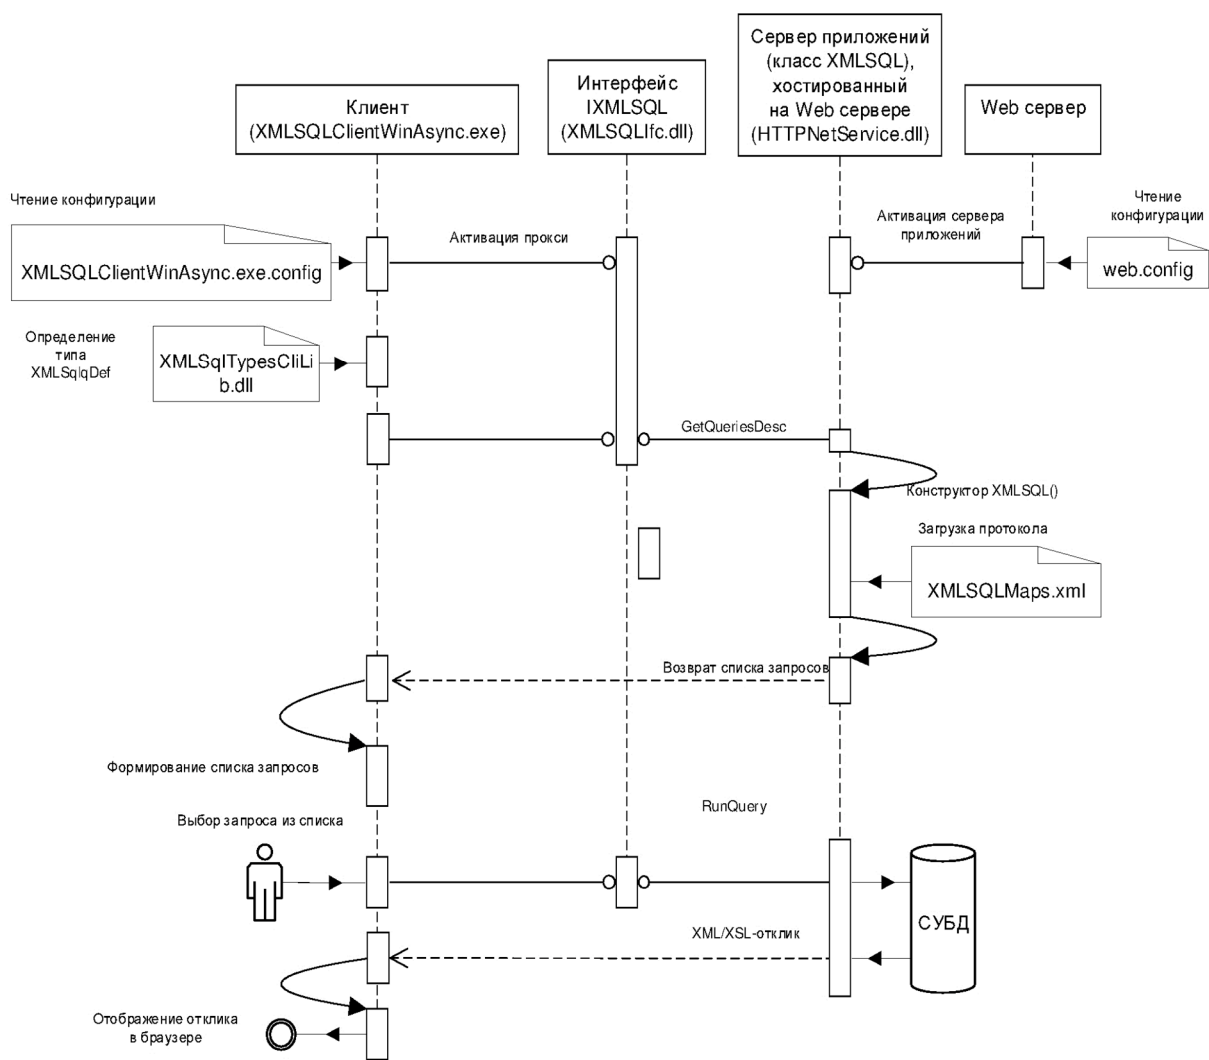 Клиент
(XMLSQLClientWinAsync.exe)
Интерфейс
IXMLSQL
(XMLSQLIfc.dll)
Сервер приложений
(класс XMLSQL),
хостированный
на Web сервере
(HTTPNetService.dll)
Web сервер
Чтение конфигурации
XMLSQLClientWinAsync.exe.config
Активация прокси
Активация сервера
приложений
Чтение
конфигурации
web.config
Определение
типа
XMLSqlqDef
XMLSqlTypesCliLi
b.dll
GetQueriesDesc
Конструктор XMLSQL()
Загрузка протокола
XMLSQLMaps.xml
Возврат списка запросов
Формирование списка запросов
Выбор запроса из списка
RunQuery
СУБД
XML/XSL-отклик
Отображение отклика
в браузере